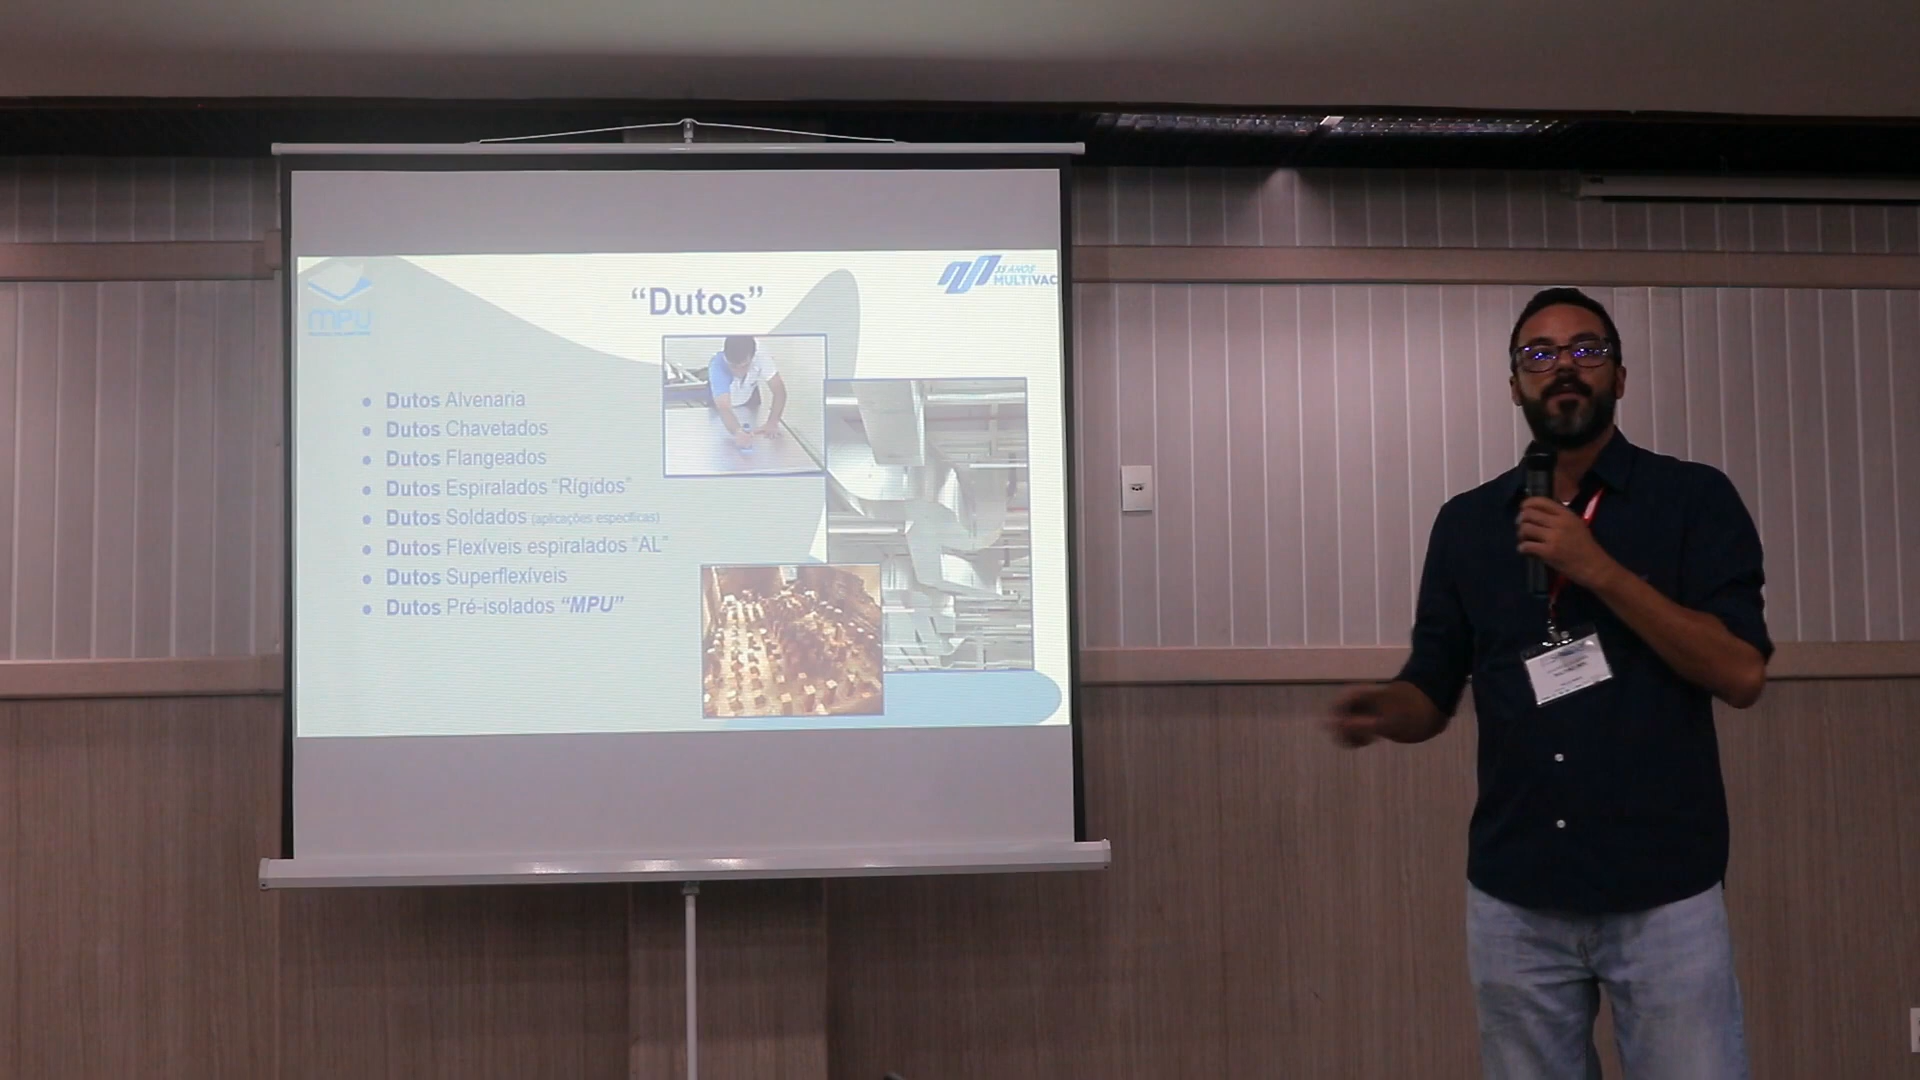 MPU
35 ANOS
MULTIVAC
“Dutos”
Dutos Alvenaria
Dutos Chavetados
Dutos Flangeados
Dutos Espiralados “Rígidos”
Dutos Soldados (aplicações específicas)
Dutos Flexíveis espiralados “AL”
Dutos Superflexíveis
Dutos Pré-isolados “MPU”